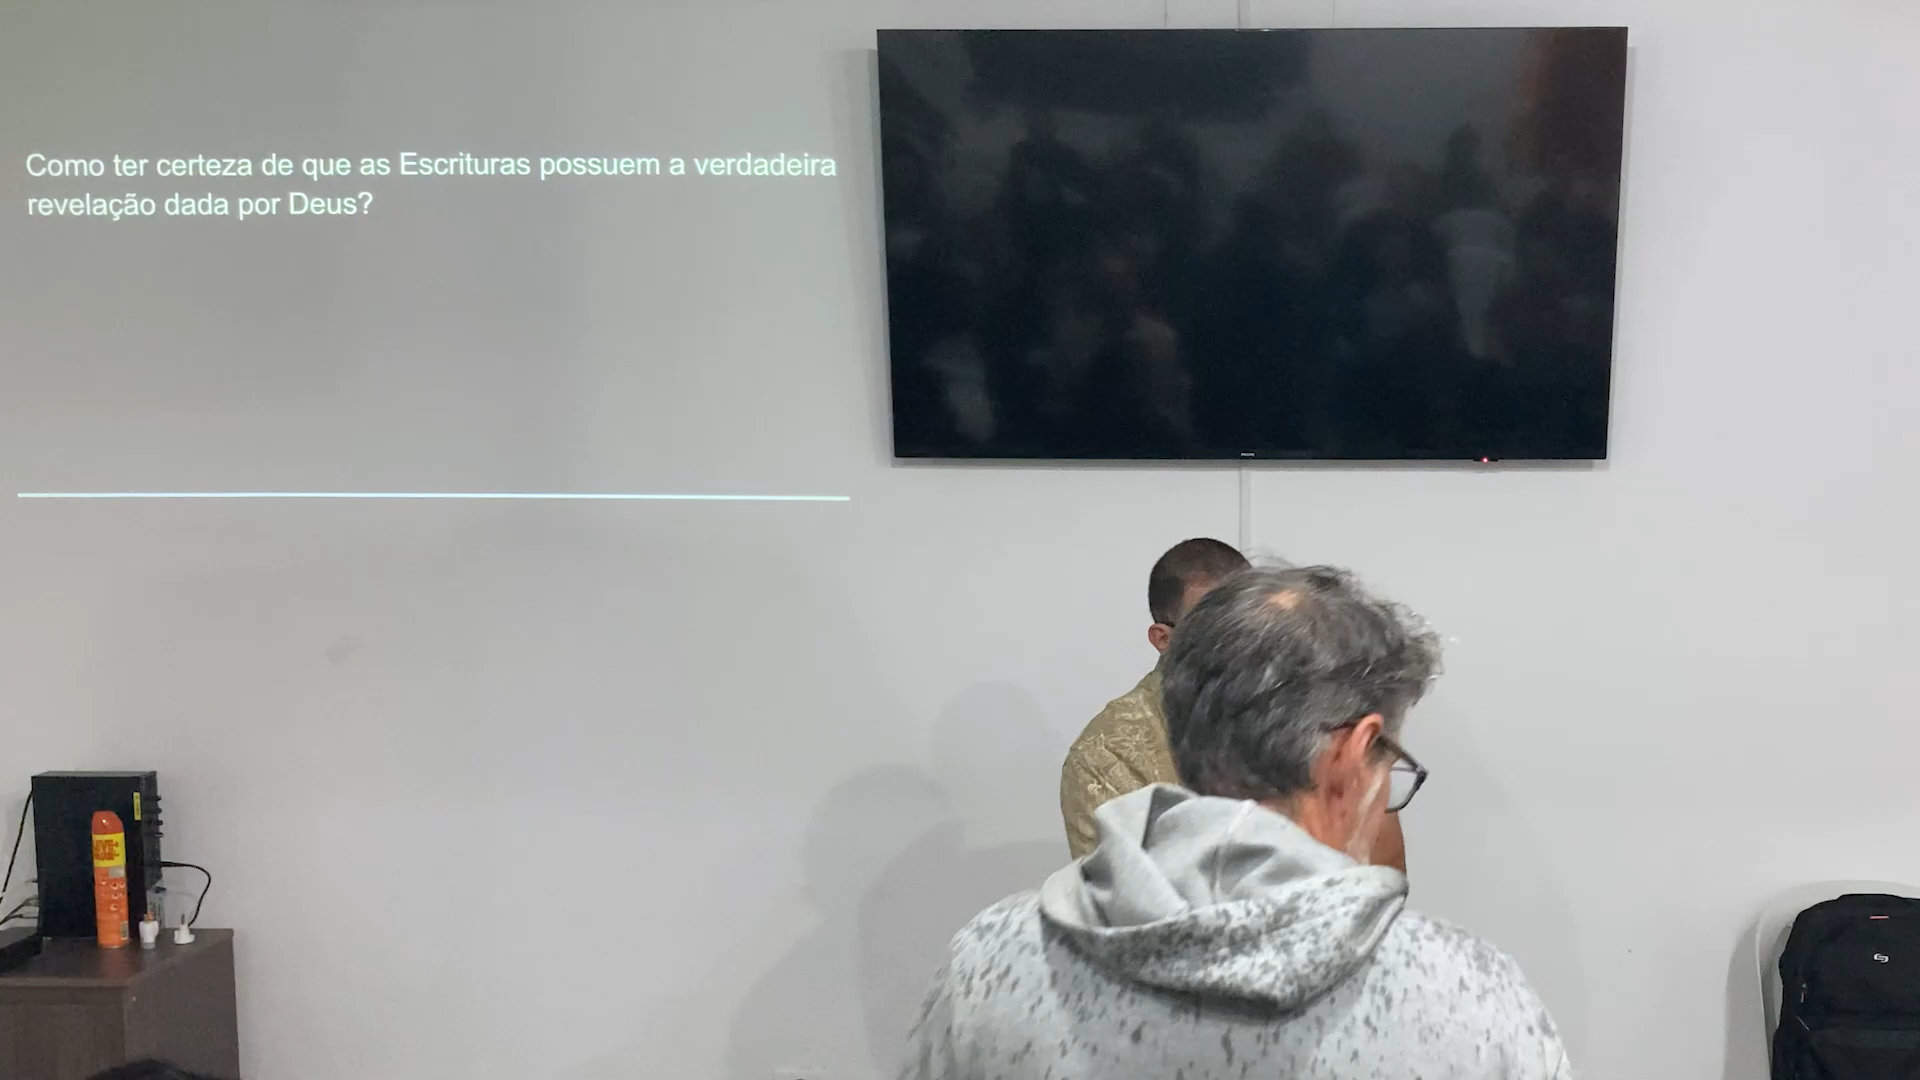 Como ter certeza de que as Escrituras possuem a verdadeira
revelação dada por Deus?